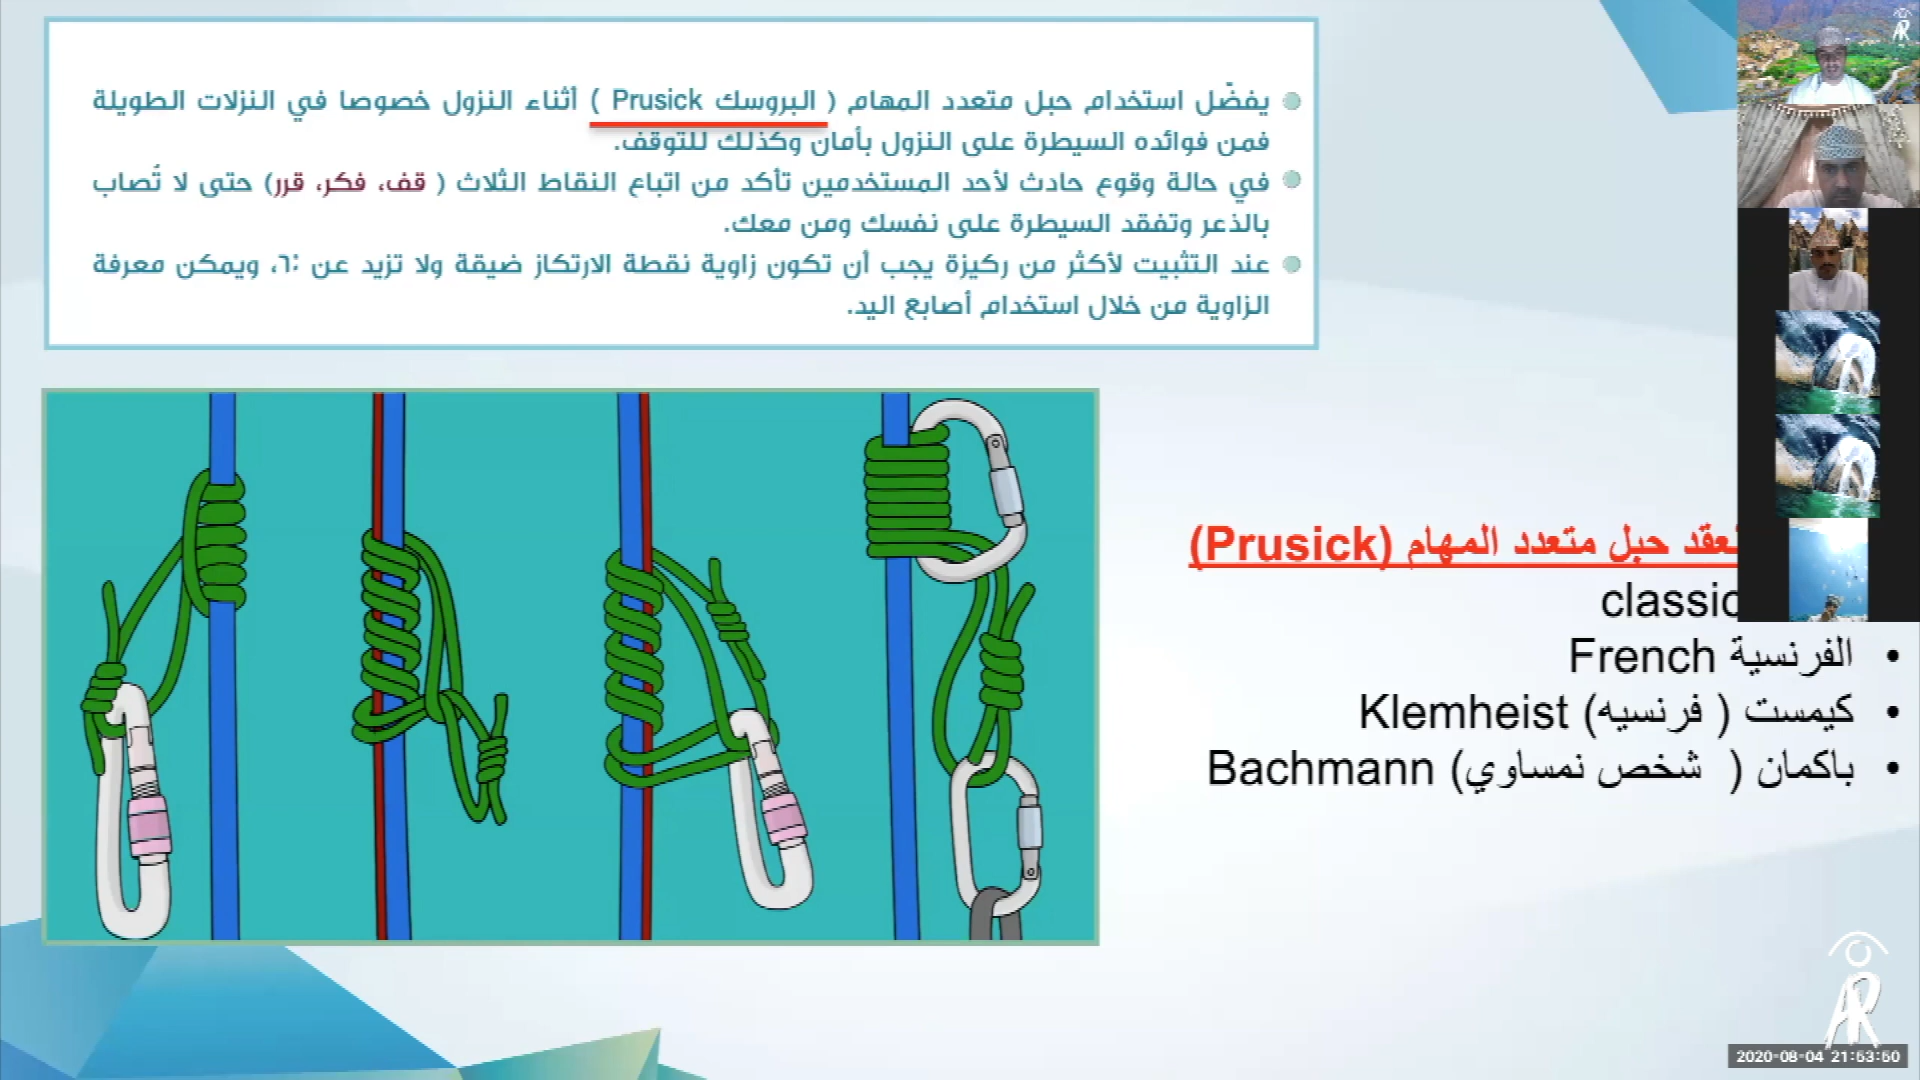 يفضّل استخدام حبل متعدد المهام ( البروسك Prusick ) أثناء النزول خصوصا في النزلات الطويلة
فمن فوائده السيطرة على النزول بأمان وكذلك للتوقف.
في حالة وقوع حادث لأحد المستخدمين تأكد من اتباع النقاط الثلاث ( قف، فكر، قرر) حتى لا تُصاب
بالذعر وتفقد السيطرة على نفسك ومن معك.
عند التثبيت لأكثر من ركيزة يجب أن تكون زاوية نقطة الارتكاز ضيقة ولا تزيد عن ٦٠، ويمكن معرفة
الزاوية من خلال استخدام أصابع اليد.
حبل متعدد المهام (Prusick)
classic
الفرنسية French
كيمست ( فرنسيه) Klemheist
باكمان ( شخص نمساوي) Bachmann
2020-08-04 21:53:50